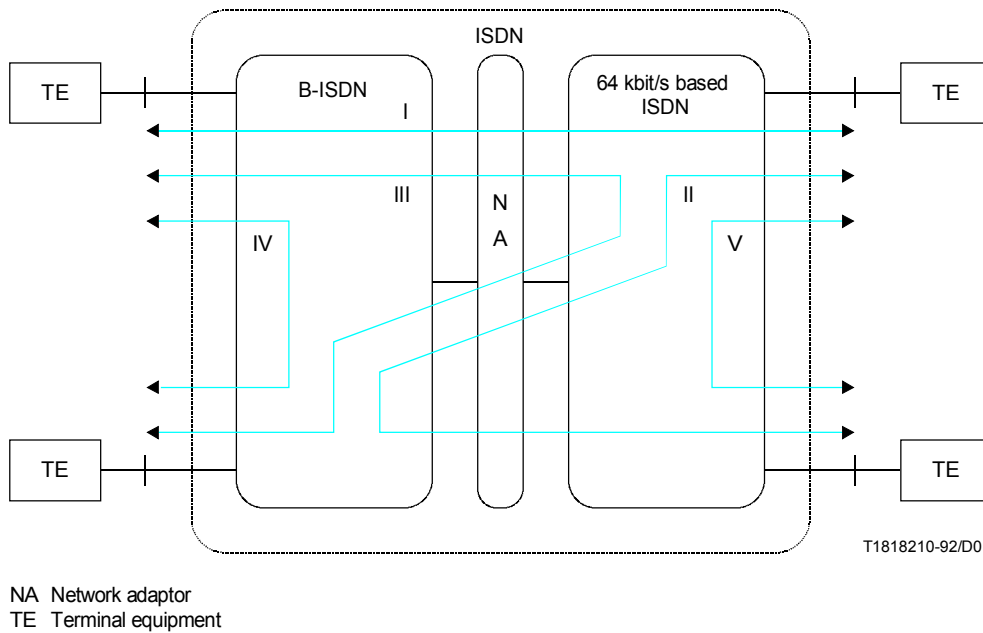 ISDN
TE
B-ISDN
64 kbit/s based
ISDN
TE
I
III
N
II
IV
A
V
TE
TE
T1818210-92/D0
NA Network adaptor
TE Terminal equipment